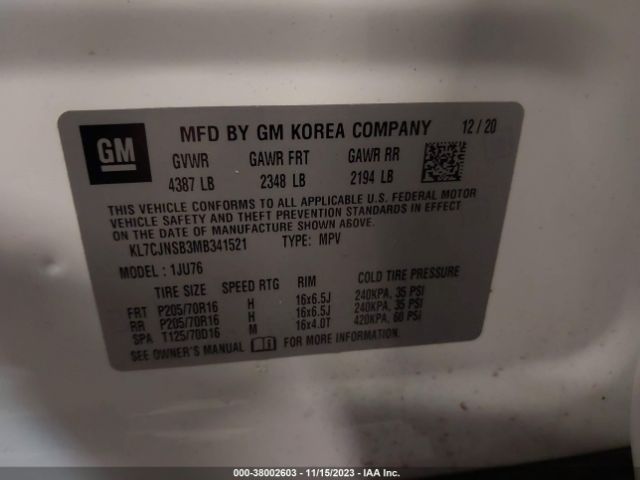 GM MFD BY GM KOREA COMPANY 12 / 20
GVWR GAWR FRT GAWR RR
4387 LB 2348 LB 2194 LB
THIS VEHICLE CONFORMS TO ALL APPLICABLE U.S. FEDERAL MOTOR
VEHICLE SAFETY AND THEFT PREVENTION STANDARDS IN EFFECT
ON THE DATE OF MANUFACTURE SHOWN ABOVE.
KL7CJNSB3MB341521 TYPE: MPV
MODEL : 1JU76
TIRE SIZE SPEED RTG RIM COLD TIRE PRESSURE
FRT P205/70R16 H 16x6.5J 240KPA, 35 PSI
RR P205/70R16 H 16x6.5J 240KPA, 35 PSI
SPA T125/70D16 M 16x4.0T 420KPA, 60 PSI
SEE OWNER'S MANUAL FOR MORE INFORMATION.
000-38002603 - 11/15/2023 - IAA Inc.